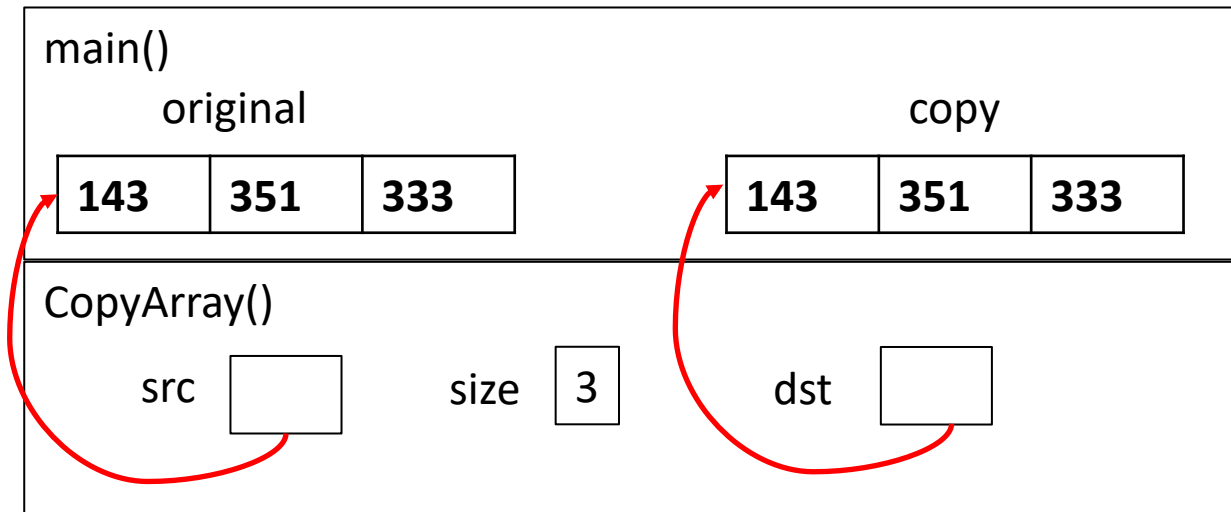 main()
original copy
143 351 333 143 351 333
CopyArray()
src size 3 dst